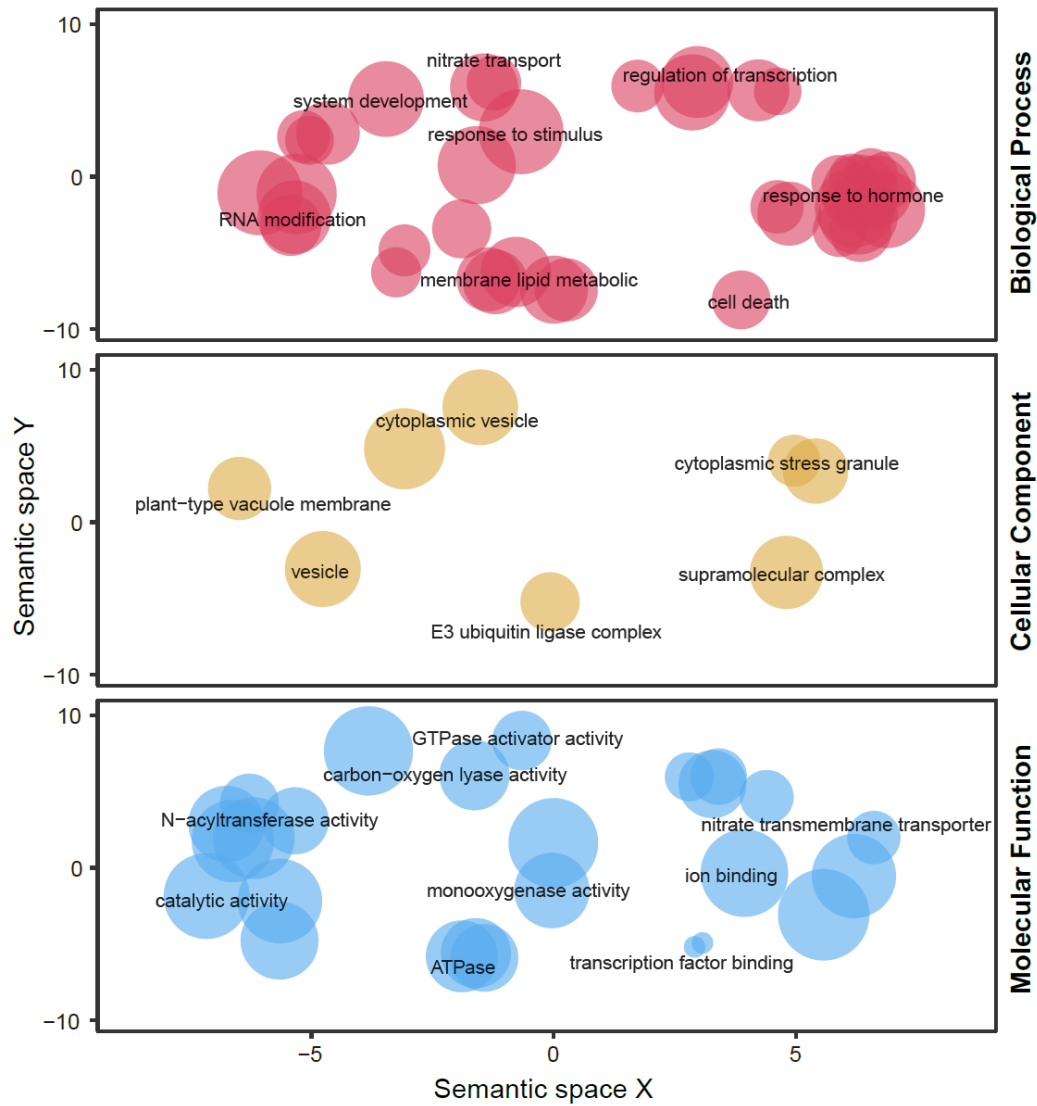 10
nitrate transport
regulation of transcription
system development
response to stimulus
0
response to hormone
RNA modification
membrane lipid metabolic
cell death
−10
Biological Process
10
cytoplasmic vesicle
cytoplasmic stress granule
plant−type vacuole membrane
0
vesicle
supramolecular complex
E3 ubiquitin ligase complex
−10
Cellular Component
Semantic space Y
10
GTPase activator activity
carbon−oxygen lyase activity
N−acyltransferase activity
nitrate transmembrane transporter
0
ion binding
monooxygenase activity
catalytic activity
transcription factor binding
ATPase
−10
Molecular Function
−5
0
5
Semantic space X